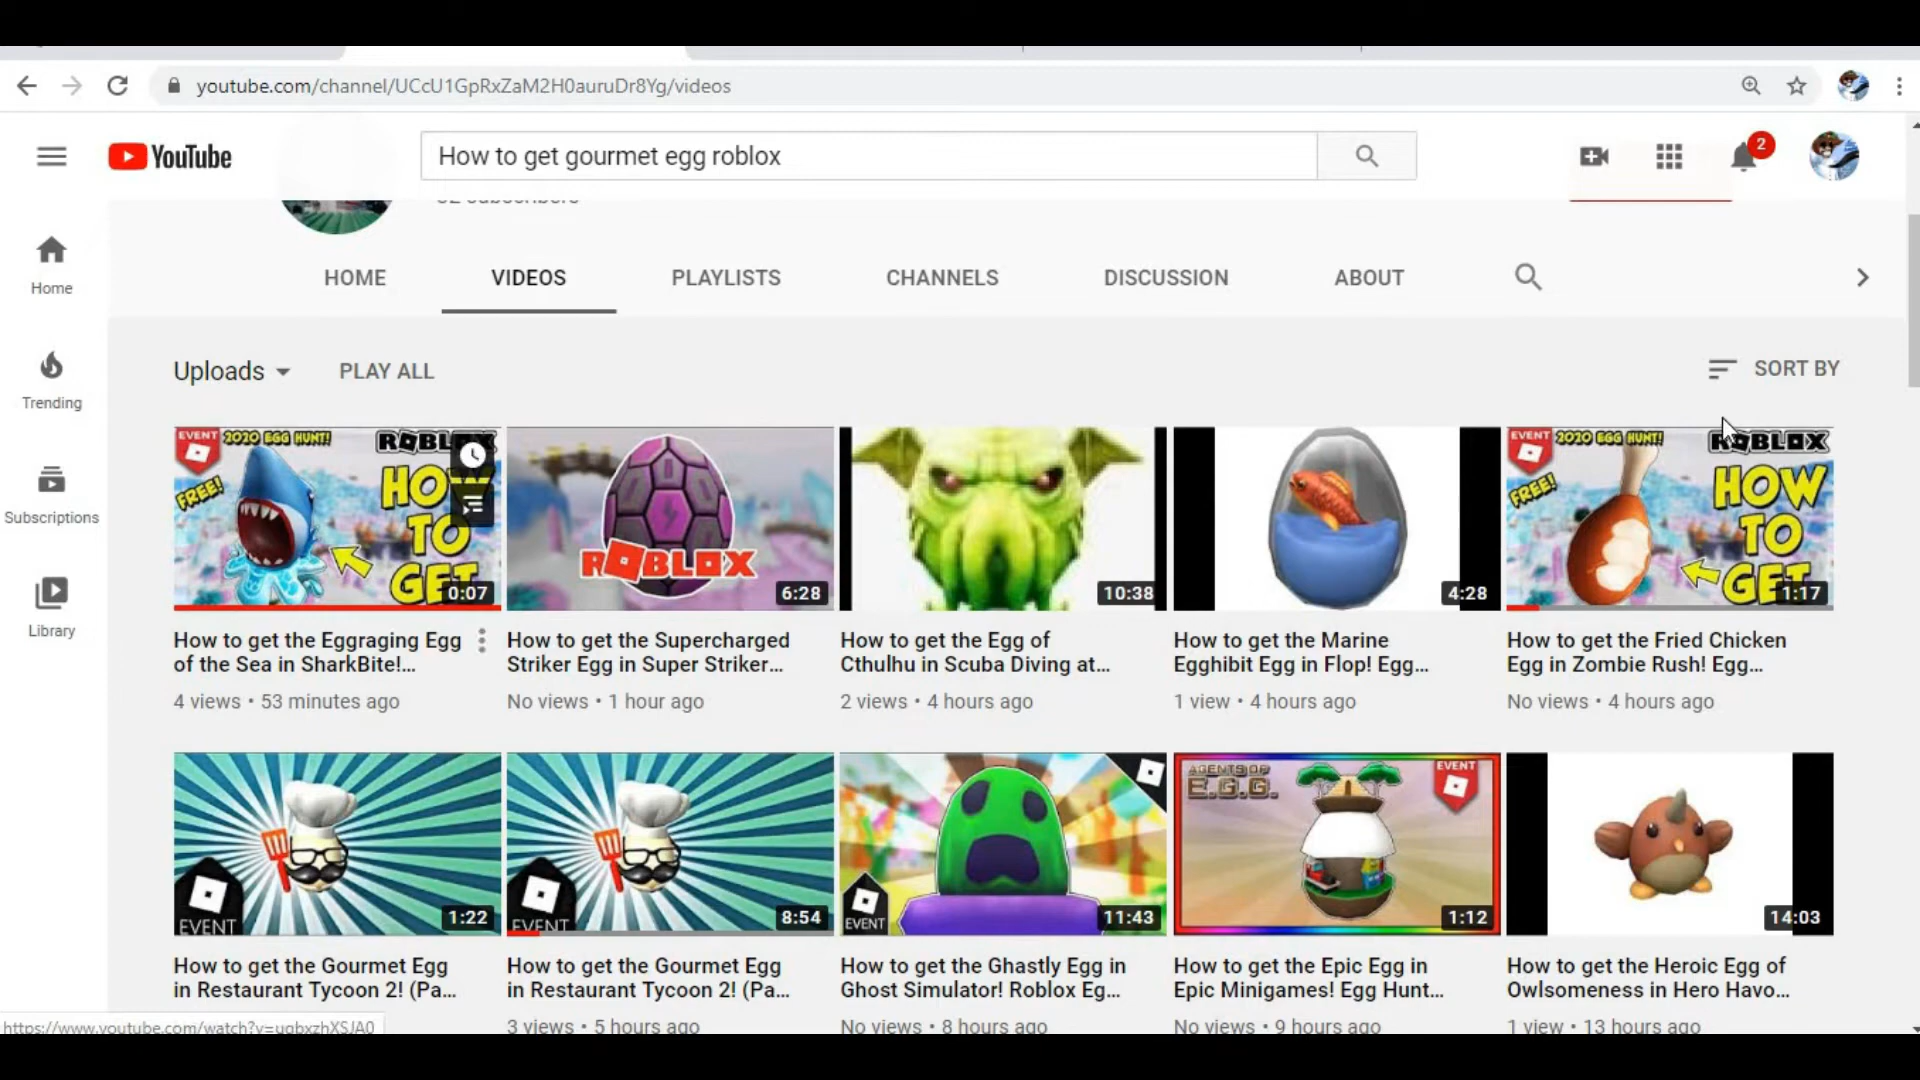 youtube.com/channel/UCcU1GpRxZaM2H0auruDr8Yg/videos
YouTube
How to get gourmet egg roblox
2
HOME
VIDEOS
PLAYLISTS
CHANNELS
DISCUSSION
ABOUT
Home
Trending
Subscriptions
Library
Uploads
PLAY ALL
SORT BY
EVENT 2020 EGG HUNT! ROBL
FREE!
HO
TO
GET
0:07
ROBLOX
6:28
10:38
4:28
EVENT 2020 EGG HUNT! ROBLOX
FREE!
HOW
TO
GET
1:17
How to get the Eggraging Egg
of the Sea in SharkBite!...
4 views • 53 minutes ago
How to get the Supercharged
Striker Egg in Super Striker...
No views • 1 hour ago
How to get the Egg of
Cthulhu in Scuba Diving at...
2 views • 4 hours ago
How to get the Marine
Egghibit Egg in Flop! Egg...
1 view • 4 hours ago
How to get the Fried Chicken
Egg in Zombie Rush! Egg...
No views • 4 hours ago
EVENT
1:22
EVENT
8:54
EVENT
11:43
AGENTS OF
E.G.G.
EVENT
1:12
14:03
How to get the Gourmet Egg
in Restaurant Tycoon 2! (Pa...
How to get the Gourmet Egg
in Restaurant Tycoon 2! (Pa...
3 views • 5 hours ago
How to get the Ghastly Egg in
Ghost Simulator! Roblox Eg...
No views • 8 hours ago
How to get the Epic Egg in
Epic Minigames! Egg Hunt...
No views • 9 hours ago
How to get the Heroic Egg of
Owlsomeness in Hero Havo...
1 view • 13 hours ago